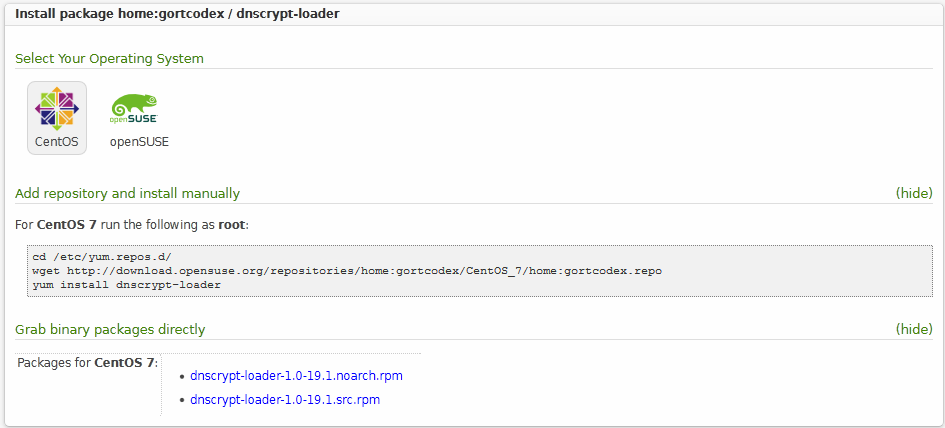 Install package home:gortcodex / dnscrypt-loader
Select Your Operating System
openSUSE
CentOS
openSUSE
Add repository and install manually
(hide)
For CentOS 7 run the following as root:
cd /etc/yum.repos.d/
wget http://download.opensuse.org/repositories/home:gortcodex/CentOS_7/home:gortcodex.repo
yum install dnscrypt-loader
Grab binary packages directly
(hide)
Packages for CentOS 7:
• dnscrypt-loader-1.0-19.1.noarch.rpm
• dnscrypt-loader-1.0-19.1.src.rpm